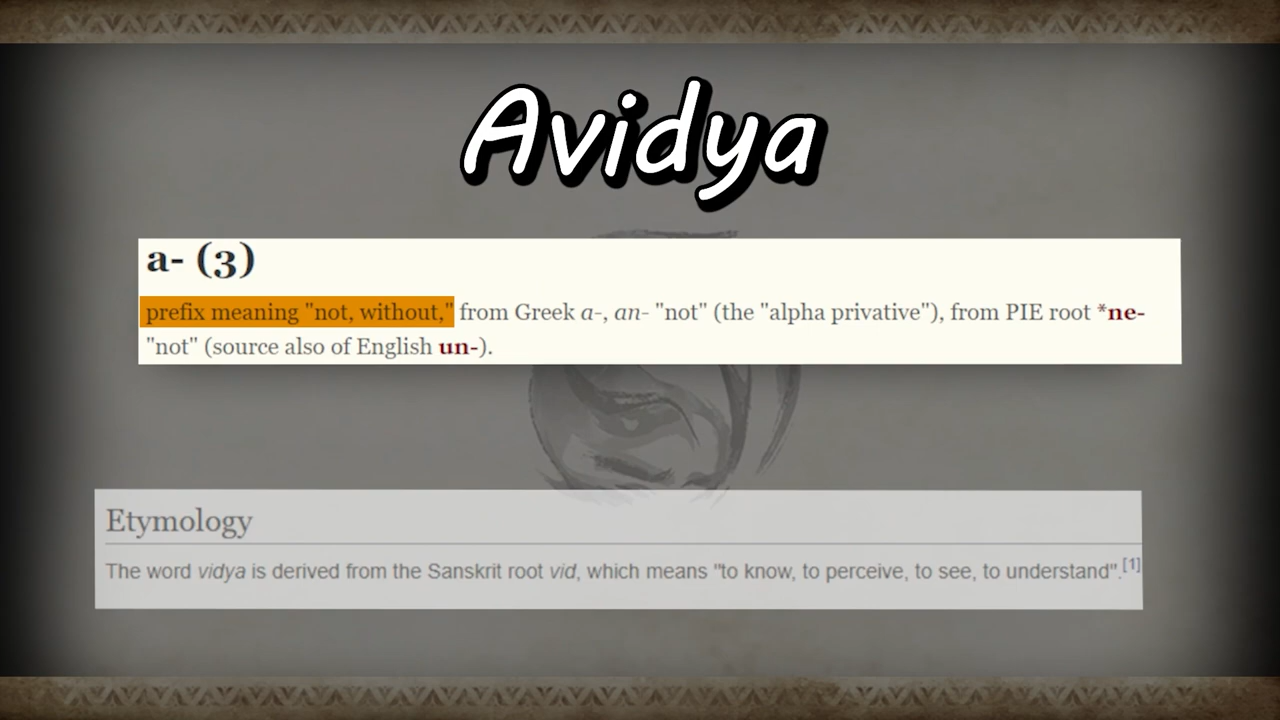 Avidya
a- (3)
prefix meaning "not, without," from Greek a-, an- "not" (the "alpha privative"), from PIE root *ne-
"not" (source also of English un-).
Etymology
The word vidya is derived from the Sanskrit root vid, which means "to know, to perceive, to see, to understand".[1]